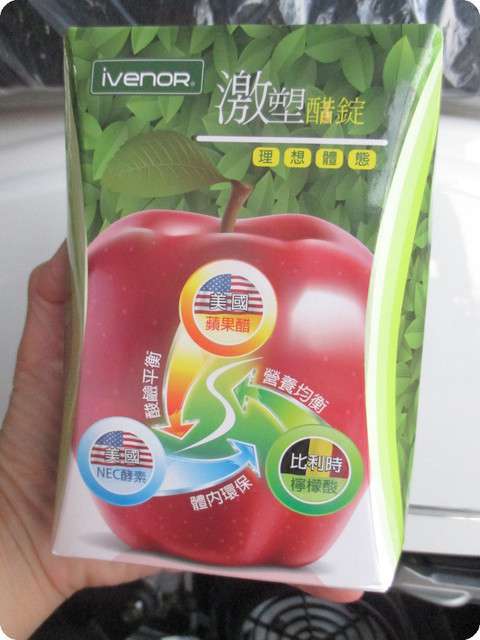 iVENOR®
激塑醋錠
理想體態
美國
蘋果醋
酸鹼平衡
營養均衡
美國
NEC酵素
比利時
檸檬酸
體內環保